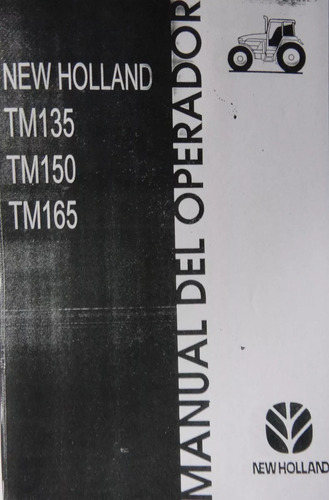 NEW HOLLAND
TM135
TM150
TM165
MANUAL DEL OPERADOR
NEW HOLLAND